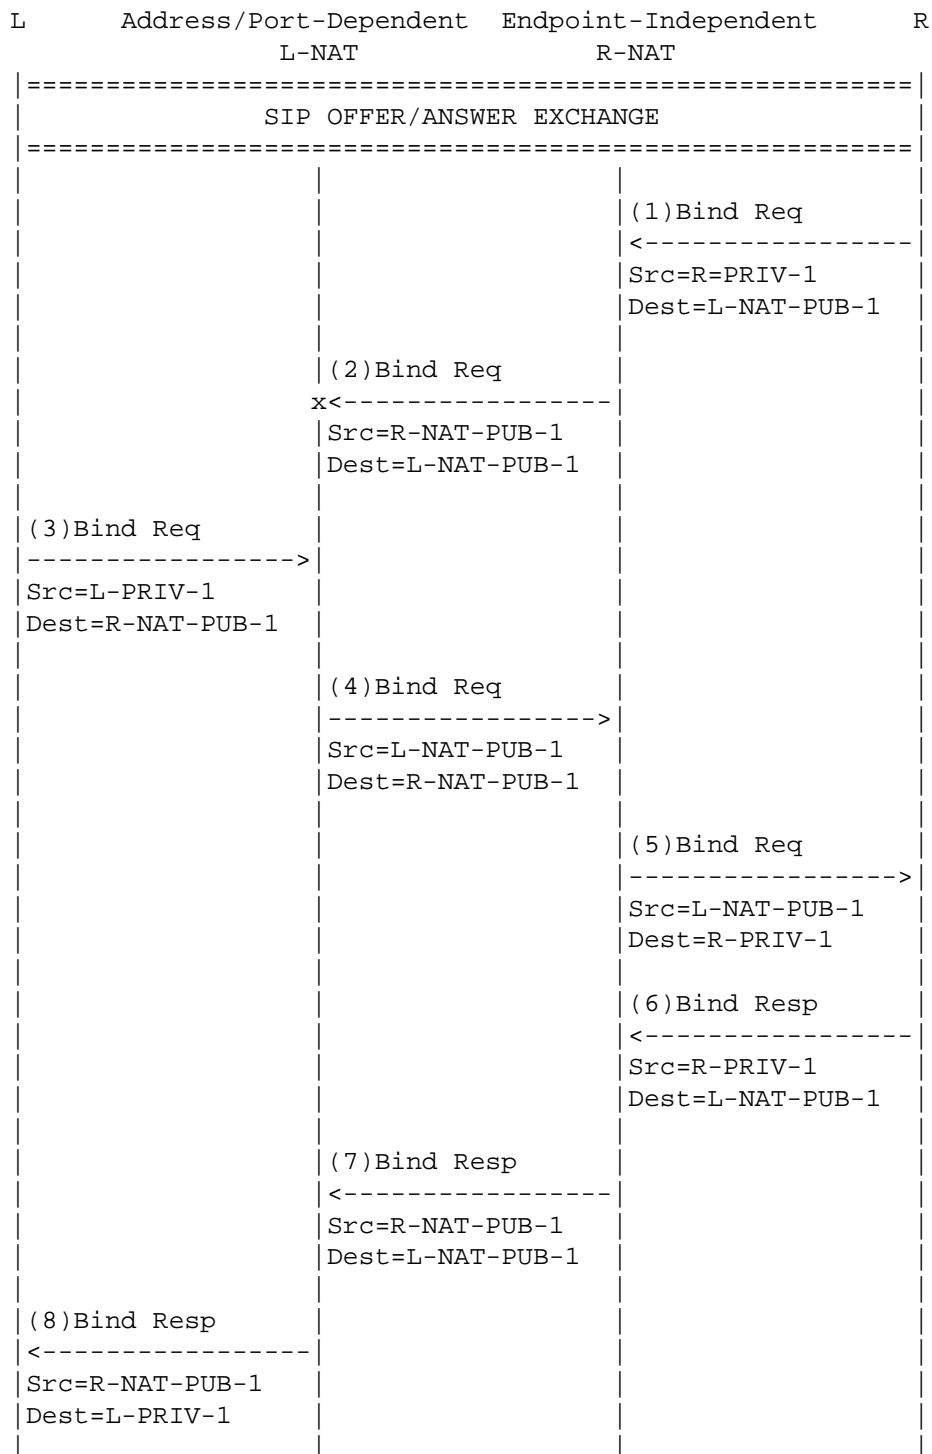 L      Address/Port-Dependent  Endpoint-Independent      R
                 L-NAT               R-NAT
|========================================================|
|               SIP OFFER/ANSWER EXCHANGE                |
|========================================================|
|                  |                  |                  |
|                  |                  |(1)Bind Req       |
|                  |                  |<-----------------|
|                  |                  |Src=R=PRIV-1      |
|                  |                  |Dest=L-NAT-PUB-1  |
|                  |                  |                  |
|                  |(2)Bind Req       |                  |
|                  x<-----------------|                  |
|                  |Src=R-NAT-PUB-1   |                  |
|                  |Dest=L-NAT-PUB-1  |                  |
|                  |                  |                  |
|(3)Bind Req       |                  |                  |
|----------------->|                  |                  |
|Src=L-PRIV-1      |                  |                  |
|Dest=R-NAT-PUB-1  |                  |                  |
|                  |                  |                  |
|                  |(4)Bind Req       |                  |
|                  |----------------->|                  |
|                  |Src=L-NAT-PUB-1   |                  |
|                  |Dest=R-NAT-PUB-1  |                  |
|                  |                  |                  |
|                  |                  |(5)Bind Req       |
|                  |                  |----------------->|
|                  |                  |Src=L-NAT-PUB-1   |
|                  |                  |Dest=R-PRIV-1     |
|                  |                  |                  |
|                  |                  |(6)Bind Resp      |
|                  |                  |<-----------------|
|                  |                  |Src=R-PRIV-1      |
|                  |                  |Dest=L-NAT-PUB-1  |
|                  |                  |                  |
|                  |(7)Bind Resp      |                  |
|                  |<-----------------|                  |
|                  |Src=R-NAT-PUB-1   |                  |
|                  |Dest=L-NAT-PUB-1  |                  |
|                  |                  |                  |
|(8)Bind Resp      |                  |                  |
|<-----------------|                  |                  |
|Src=R-NAT-PUB-1   |                  |                  |
|Dest=L-PRIV-1     |                  |                  |
|                  |                  |                  |